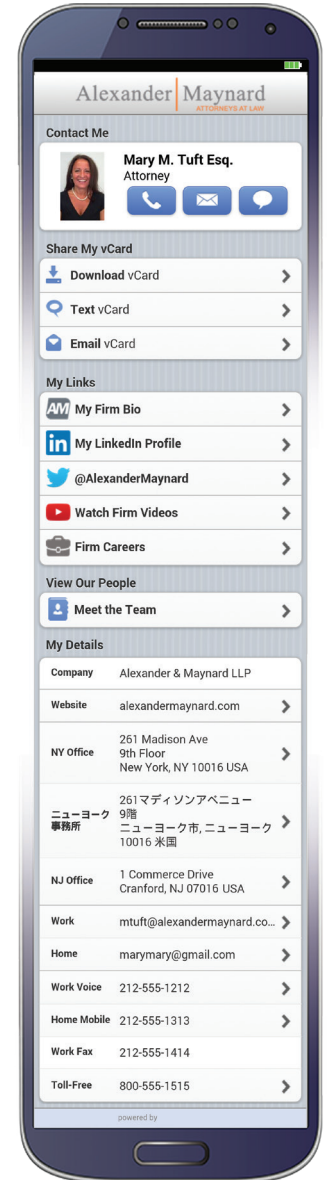 Alexander Maynard
ATTORNEYS AT LAW
Contact Me
Mary M. Tuft Esq.
Attorney
Share My vCard
Download vCard
Text vCard
Email vCard
My Links
AM My Firm Bio
in My LinkedIn Profile
@AlexanderMaynard
Watch Firm Videos
Firm Careers
View Our People
Meet the Team
My Details
Company Alexander & Maynard LLP
Website alexandermaynard.com
NY Office
261 Madison Ave
9th Floor
New York, NY 10016 USA
ニューヨーク
事務所
261マディソンアベニュー
9階
ニューヨーク市, ニューヨーク
10016 米国
NJ Office
1 Commerce Drive
Cranford, NJ 07016 USA
Work mtuft@alexandermaynard.co...
Home marymary@gmail.com
Work Voice 212-555-1212
Home Mobile 212-555-1313
Work Fax 212-555-1414
Toll-Free 800-555-1515
powered by